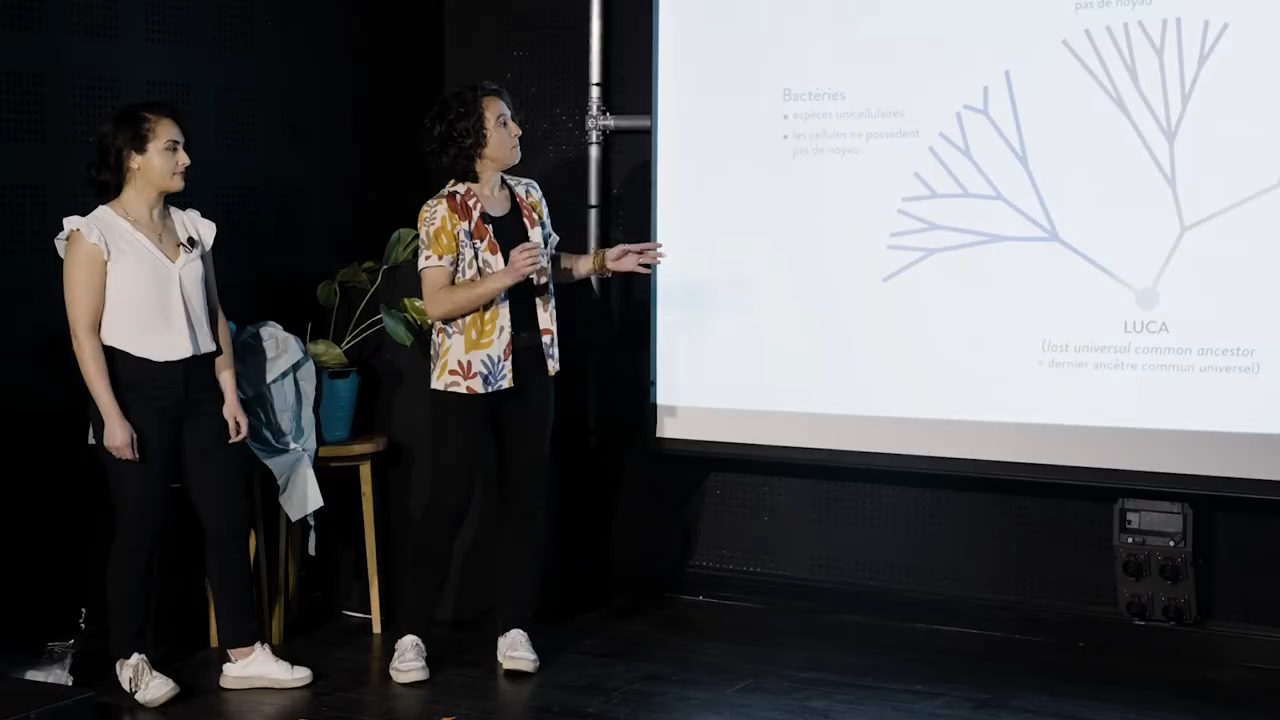 pas de noyau
Bactéries
• espèces unicellulaires
• les cellules ne possèdent
pas de noyau
LUCA
(last universal common ancestor
= dernier ancêtre commun universel)